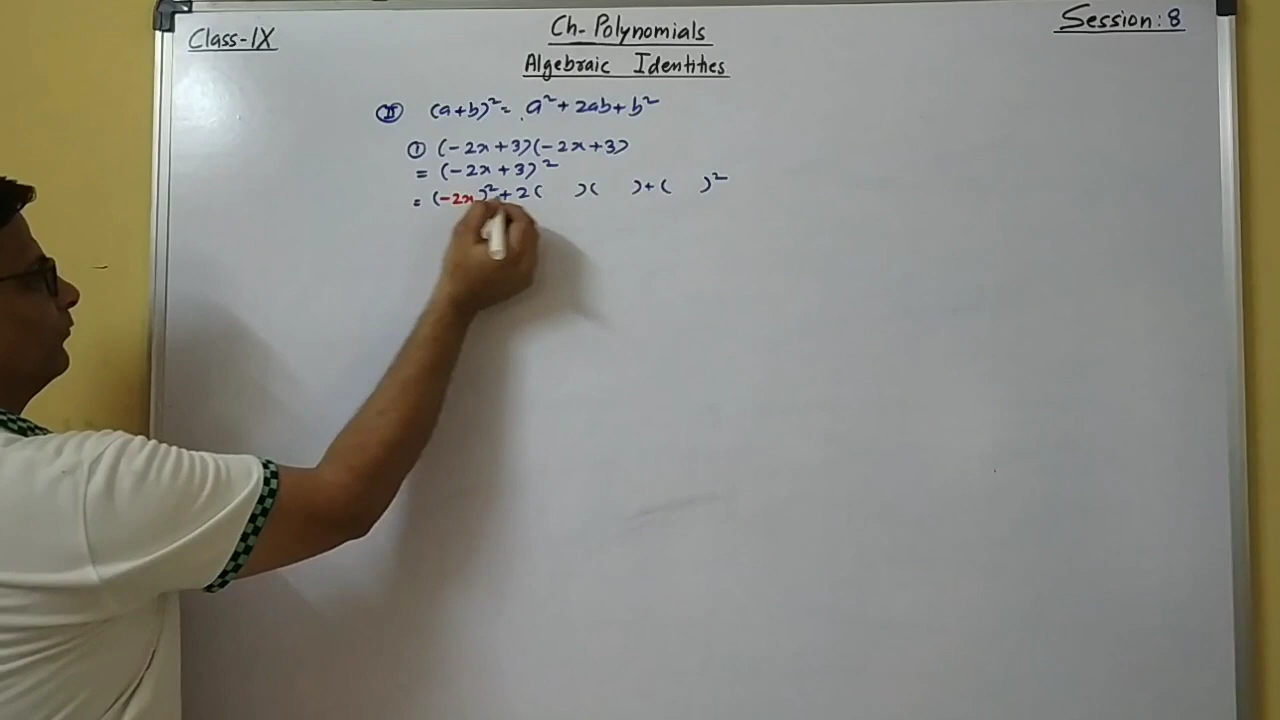 Class-IX
Ch-Polynomials
Session:8
Algebraic Identities
(II) (a+b)²= a²+2ab+b²
① (-2x+3)(-2x+3)
= (-2x+3)²
= (-2x )²+2( )( )+( )²